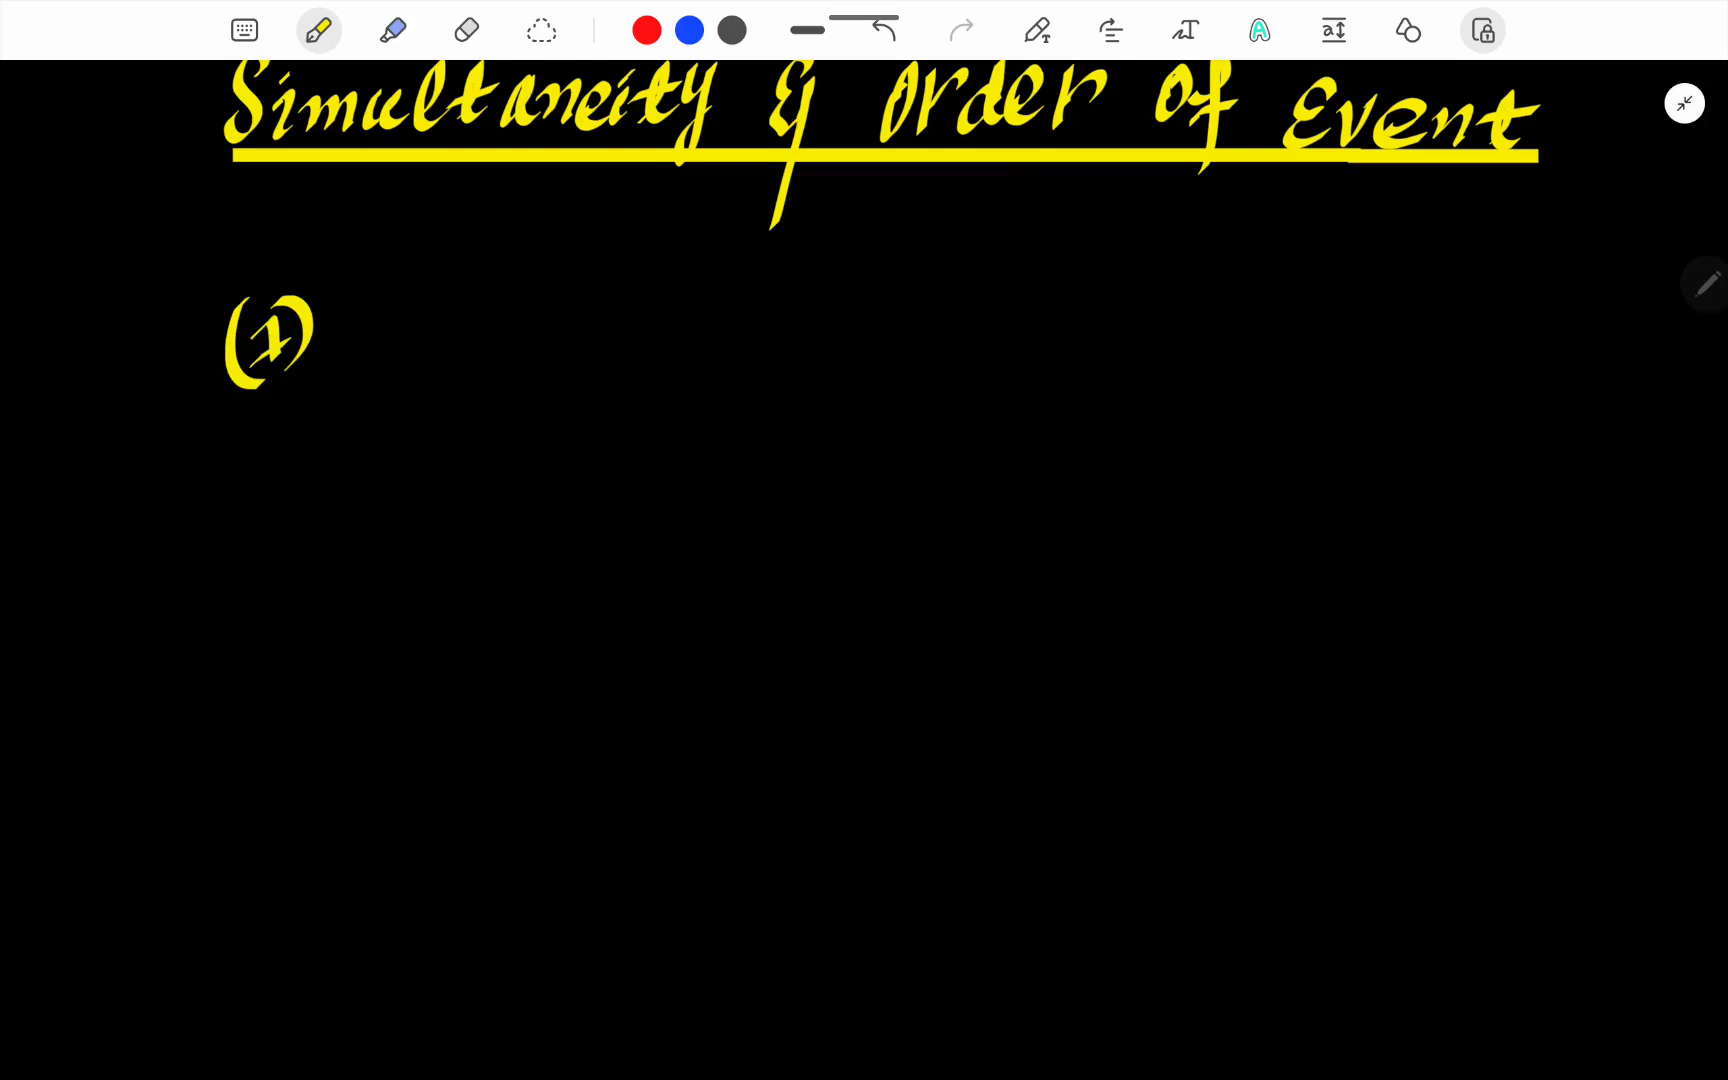 Simultaneity & Order of Event
(1)